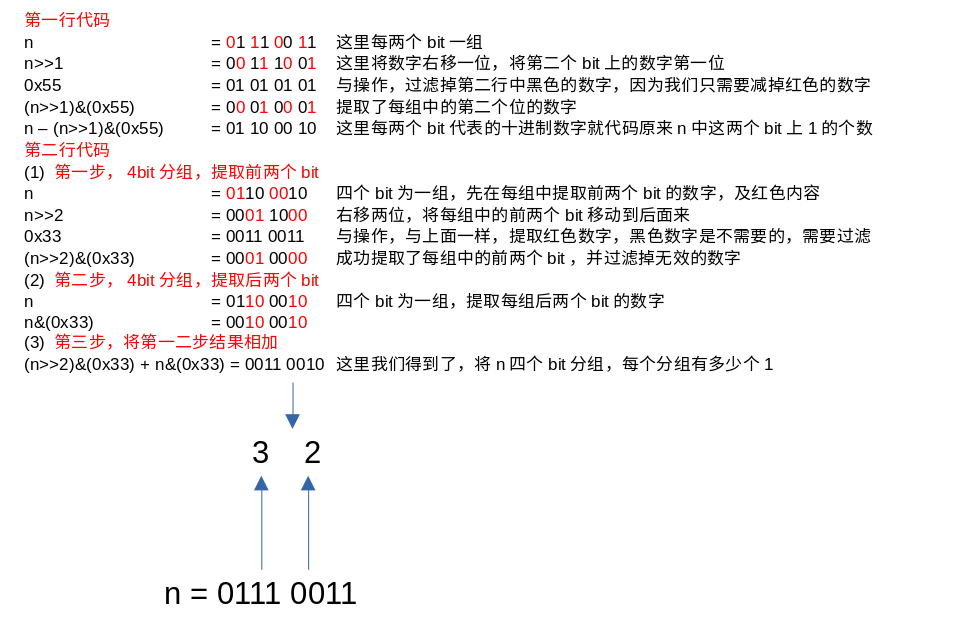 第一行代码
n = 01 11 00 11 这里每两个 bit 一组
n>>1 = 00 11 10 01 这里将数字右移一位，将第二个 bit 上的数字第一位
0x55 = 01 01 01 01 与操作，过滤掉第二行中黑色的数字，因为我们只需要减掉红色的数字
(n>>1)&(0x55) = 00 01 00 01 提取了每组中的第二个位的数字
n – (n>>1)&(0x55) = 01 10 00 10 这里每两个 bit 代表的十进制数字就代码原来 n 中这两个 bit 上 1 的个数
第二行代码
(1) 第一步， 4bit 分组，提取前两个 bit
n = 0110 0010 四个 bit 为一组，先在每组中提取前两个 bit 的数字，及红色内容
n>>2 = 0001 1000 右移两位，将每组中的前两个 bit 移动到后面来
0x33 = 0011 0011 与操作，与上面一样，提取红色数字，黑色数字是不需要的，需要过滤
(n>>2)&(0x33) = 0001 0000 成功提取了每组中的前两个 bit ，并过滤掉无效的数字
(2) 第二步， 4bit 分组，提取后两个 bit
n = 0110 0010 四个 bit 为一组，提取每组后两个 bit 的数字
n&(0x33) = 0010 0010
(3) 第三步，将第一二步结果相加
(n>>2)&(0x33) + n&(0x33) = 0011 0010 这里我们得到了，将 n 四个 bit 分组，每个分组有多少个 1
3 2
n = 0111 0011